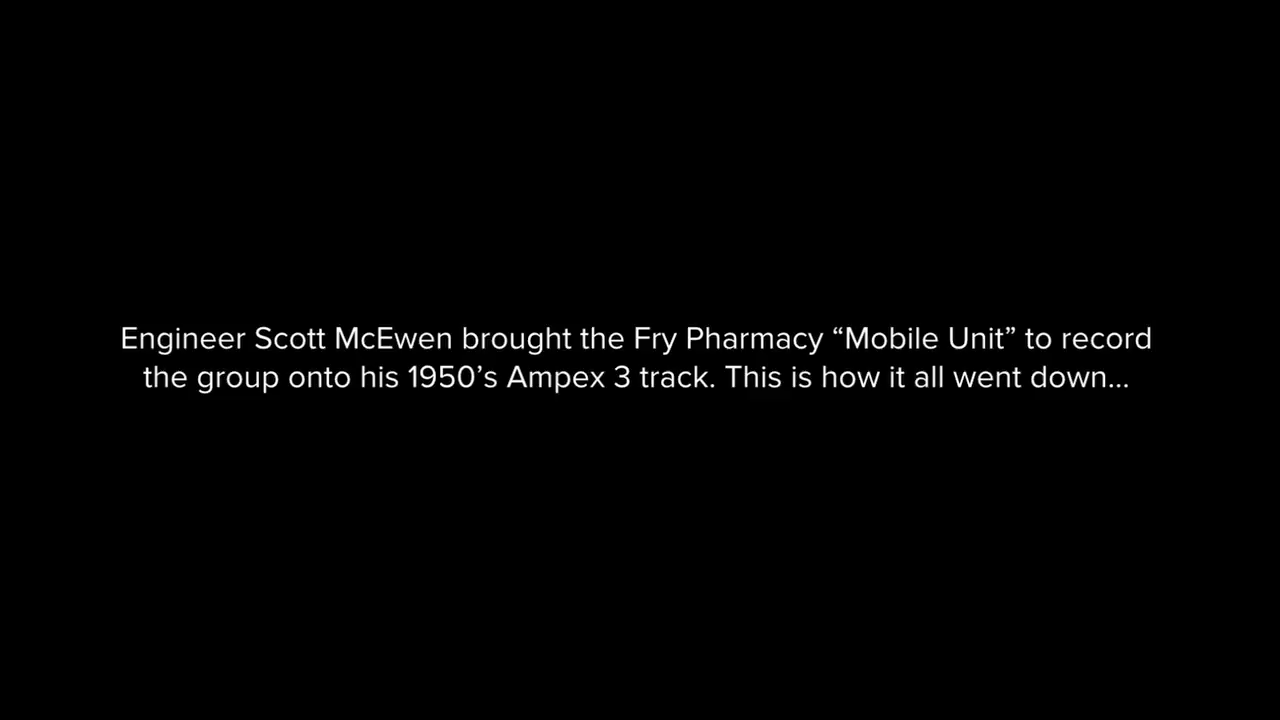 Engineer Scott McEwen brought the Fry Pharmacy “Mobile Unit” to record
the group onto his 1950’s Ampex 3 track. This is how it all went down...